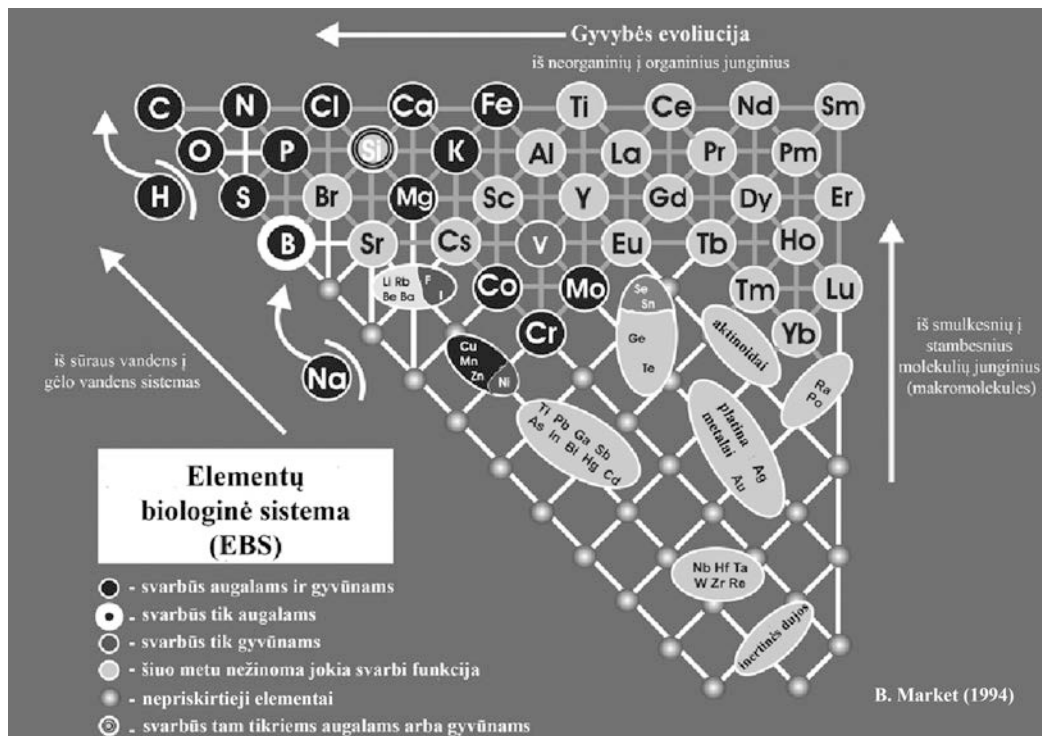 Gyvybės evoliucija
iš neorganinių į organinius junginius
C N Cl Ca Fe Ti Ce Nd Sm
O P Si K Al La Pr Pm
H S Br Mg Sc Y Gd Dy Er
B Sr Cs V Eu Tb Ho
Li Rb F
Be Ba I
Co Mo
Se
Sn
Tm Lu
Cr
Yb
Cu
Mn
Zn Ni
Ge
Te
aktinoidai
Ra
Po
Na
iš sūraus vandens į
gėlo vandens sistemas
iš smulkesnių į
stambesnius
molekulių junginius
(makromolekules)
Ti Pb Ga Sb
As In Bi Hg Cd
platina
metalai
Ag
Au
Elementų
biologinė sistema
(EBS)
- svarbūs augalams ir gyvūnams
- svarbūs tik augalams
- svarbūs tik gyvūnams
- šiuo metu nežinoma jokia svarbi funkcija
- nepriskirtieji elementai
- svarbūs tam tikriems augalams arba gyvūnams
Nb Hf Ta
W Zr Re
inertinės dujos
B. Market (1994)